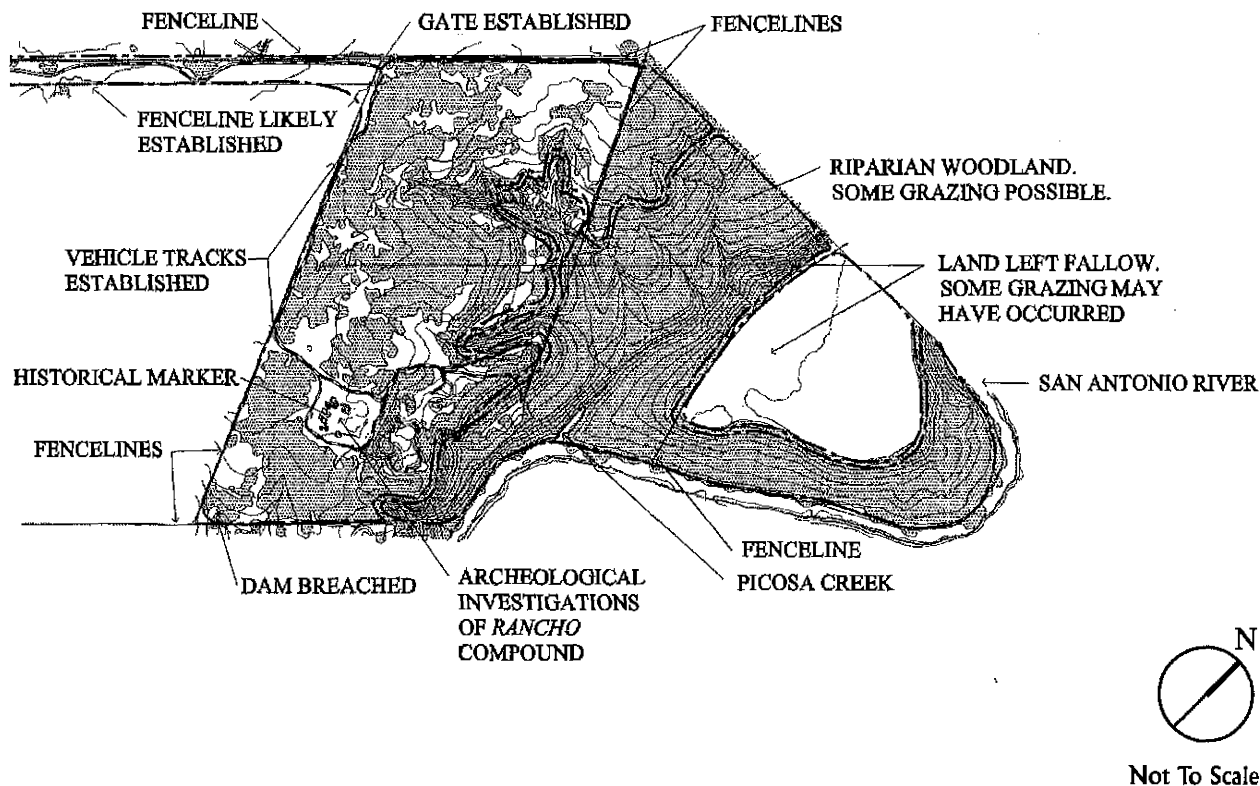 FENCELINE
GATE ESTABLISHED
FENCELINES
FENCELINE LIKELY
ESTABLISHED
RIPARIAN WOODLAND.
SOME GRAZING POSSIBLE.
VEHICLE TRACKS
ESTABLISHED
LAND LEFT FALLOW.
SOME GRAZING MAY
HAVE OCCURRED
HISTORICAL MARKER
SAN ANTONIO RIVER
FENCELINES
FENCELINE
DAM BREACHED
ARCHEOLOGICAL
INVESTIGATIONS
OF RANCHO
COMPOUND
PICOSA CREEK
N
Not To Scale